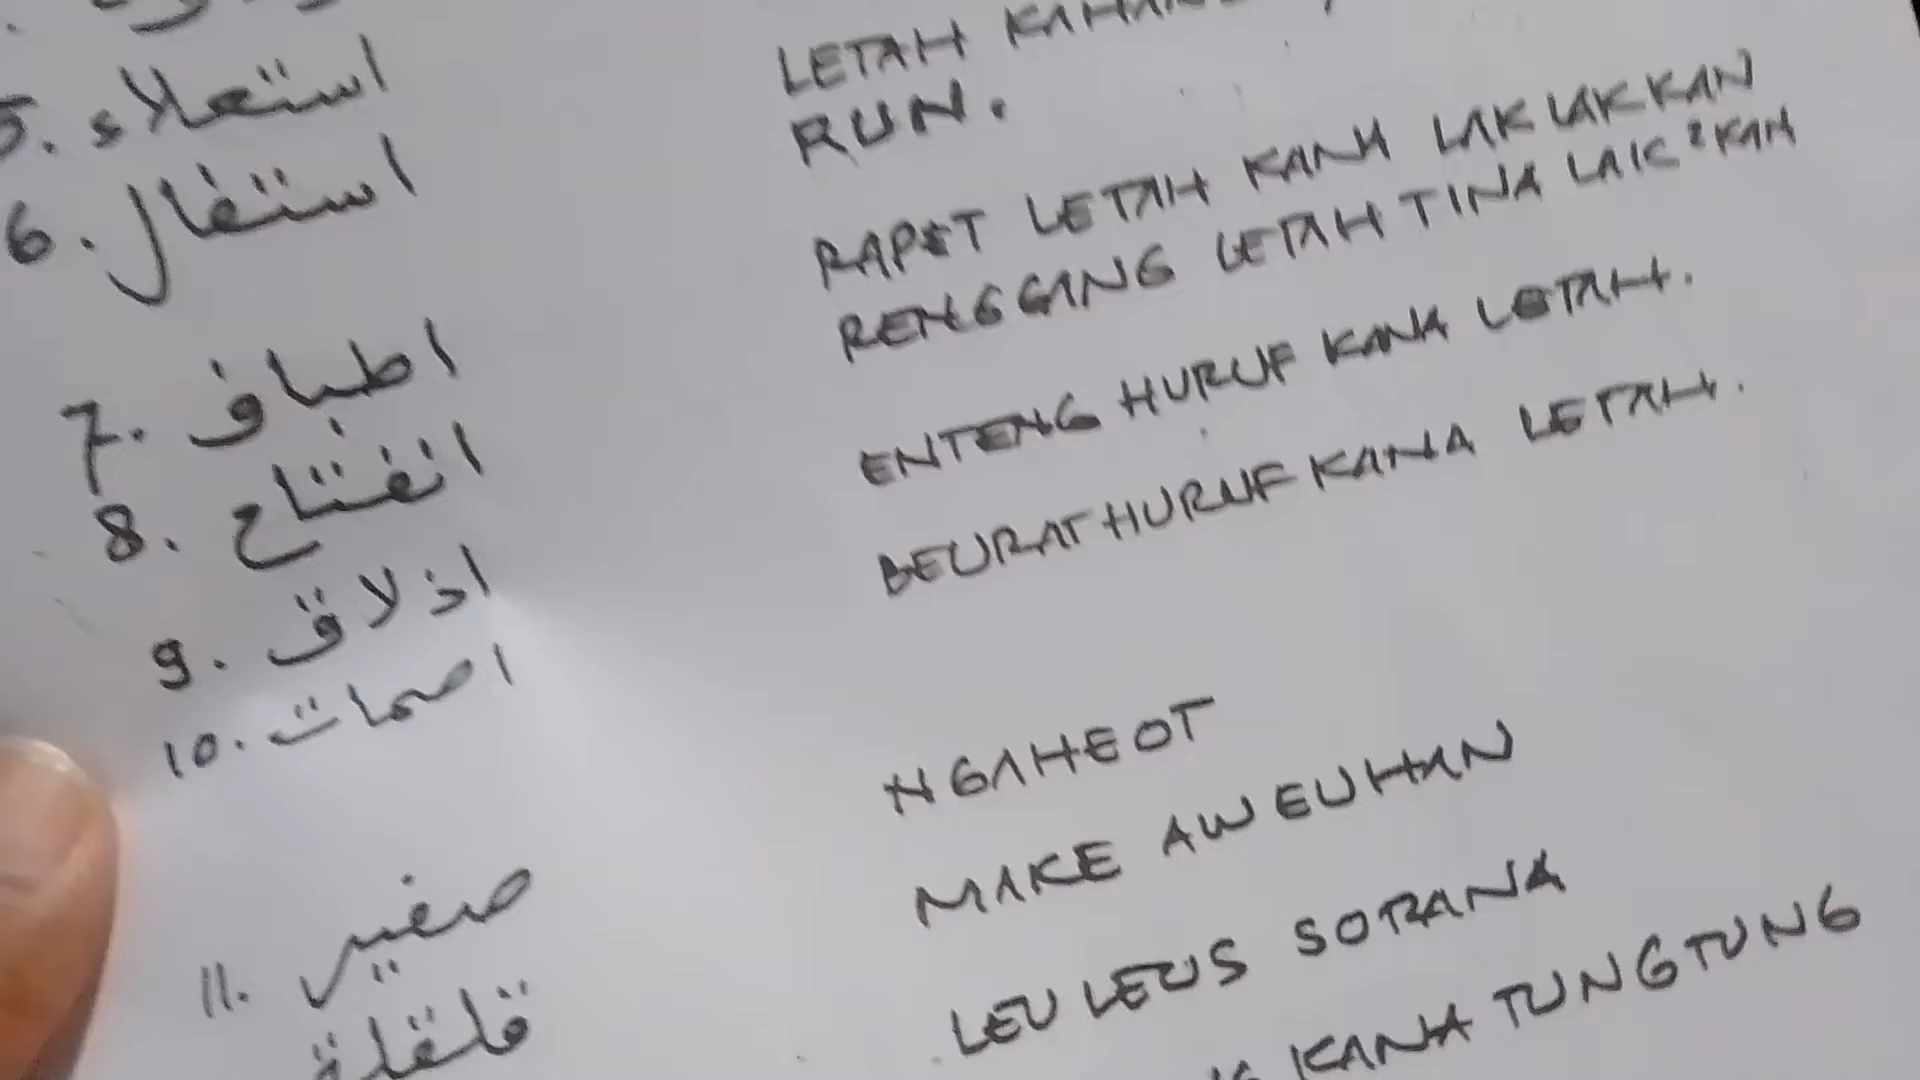 LETAH
5. استعلاء
RUN.
6. استفال
RAPET LETAH KANA LAKLAKKAN
RENGGANG LETAH TINA LAK²KAN
7. اطباق
ENTENG HURUF KANA LETAH.
8. انفتاح
BEURAT HURUF KANA LETAH.
9. اذلاق
10. اصمات
NGAHEOT
MAKE AWEUHAN
11. صفير
LEULEUS SORANA
قلقلة
KANA TUNGTUNG